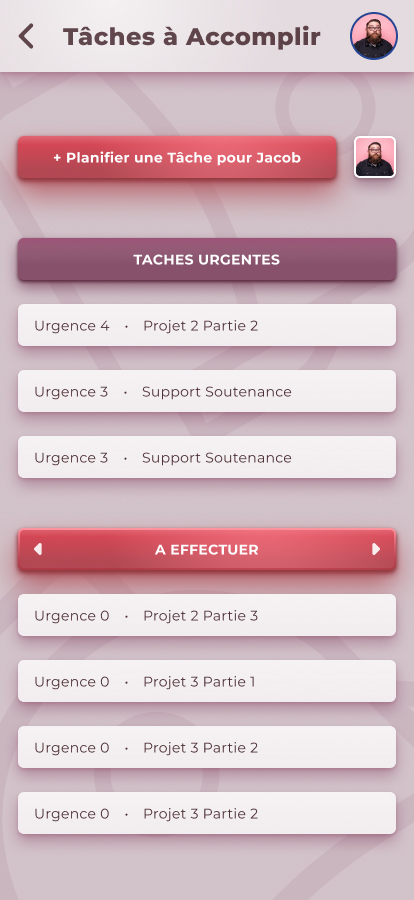 Tâches à Accomplir
+ Planifier une Tâche pour Jacob
TACHES URGENTES
Urgence 4 • Projet 2 Partie 2
Urgence 3 • Support Soutenance
Urgence 3 • Support Soutenance
A EFFECTUER
Urgence 0 • Projet 2 Partie 3
Urgence 0 • Projet 3 Partie 1
Urgence 0 • Projet 3 Partie 2
Urgence 0 • Projet 3 Partie 2